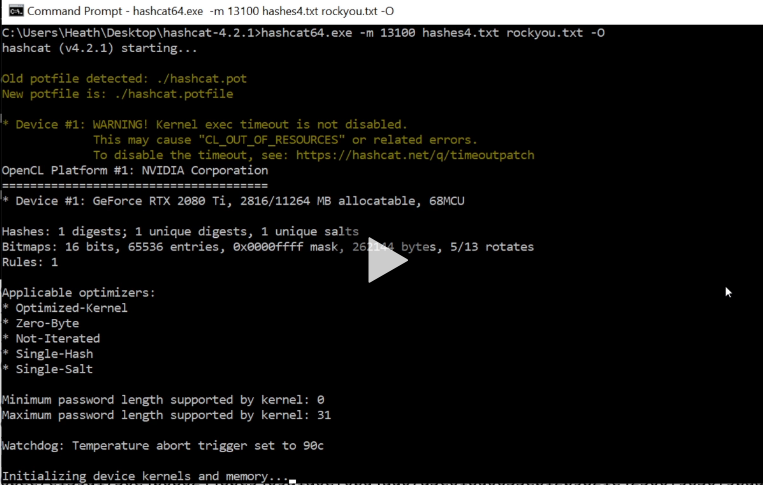 Command Prompt - hashcat64.exe -m 13100 hashes4.txt rockyou.txt -O
C:\Users\Heath\Desktop\hashcat-4.2.1>hashcat64.exe -m 13100 hashes4.txt rockyou.txt -O
hashcat (v4.2.1) starting...
Old potfile detected: ./hashcat.pot
New potfile is: ./hashcat.potfile
* Device #1: WARNING! Kernel exec timeout is not disabled.
This may cause "CL_OUT_OF_RESOURCES" or related errors.
To disable the timeout, see: https://hashcat.net/q/timeoutpatch
OpenCL Platform #1: NVIDIA Corporation
======================================
* Device #1: GeForce RTX 2080 Ti, 2816/11264 MB allocatable, 68MCU
Hashes: 1 digests; 1 unique digests, 1 unique salts
Bitmaps: 16 bits, 65536 entries, 0x0000ffff mask, 262144 bytes, 5/13 rotates
Rules: 1
Applicable optimizers:
* Optimized-Kernel
* Zero-Byte
* Not-Iterated
* Single-Hash
* Single-Salt
Minimum password length supported by kernel: 0
Maximum password length supported by kernel: 31
Watchdog: Temperature abort trigger set to 90c
Initializing device kernels and memory...